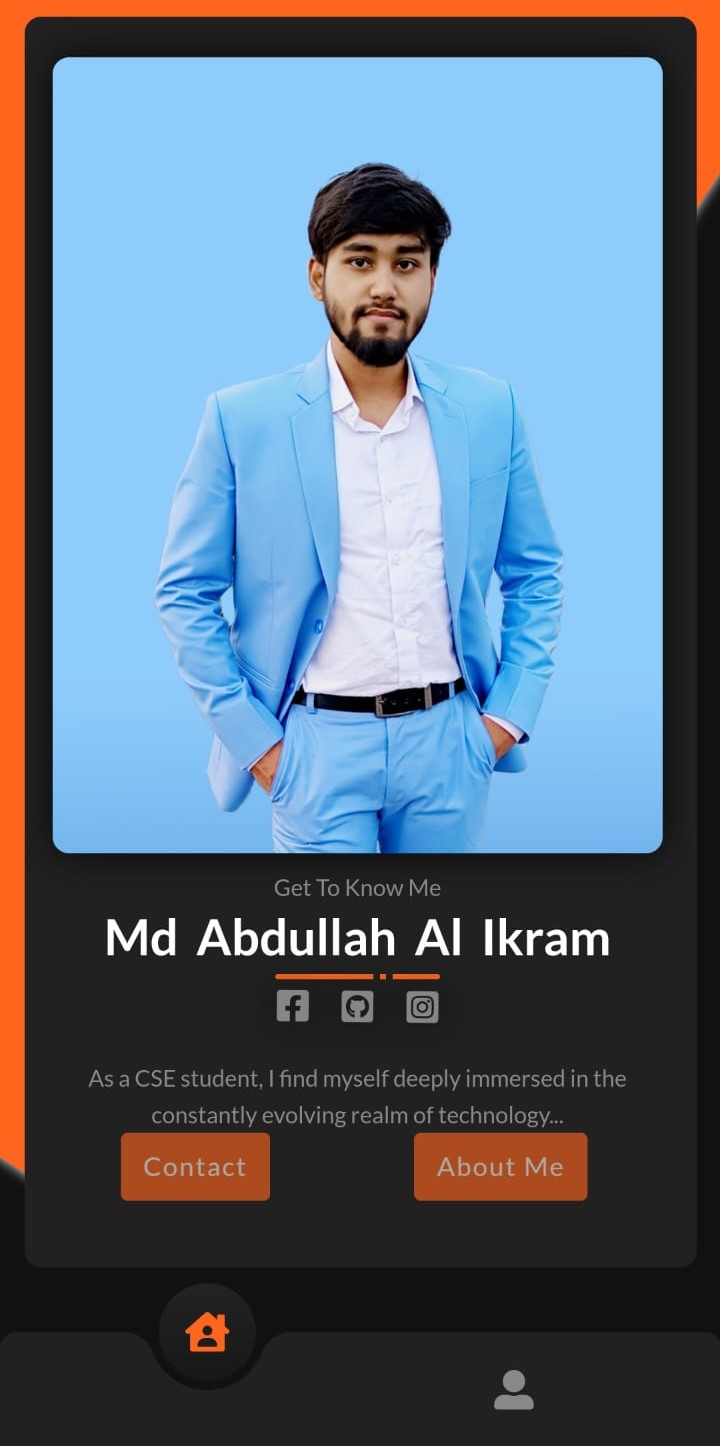 Get To Know Me
Md Abdullah Al Ikram
As a CSE student, I find myself deeply immersed in the
constantly evolving realm of technology...
Contact About Me